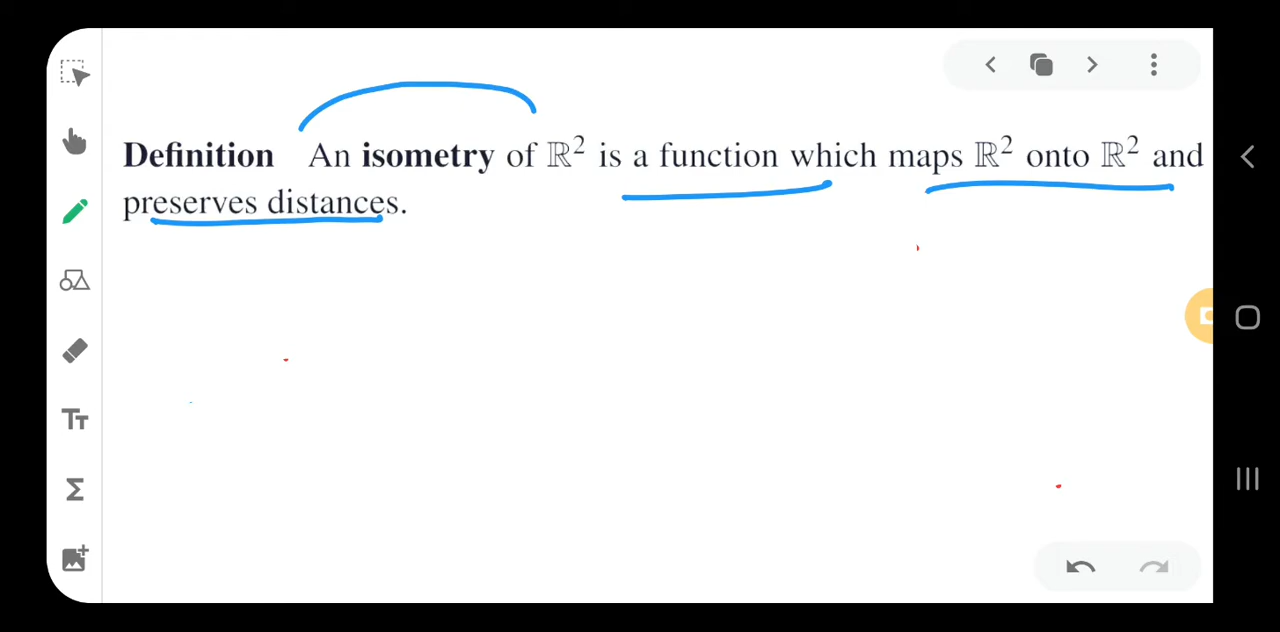 Definition An isometry of ℝ² is a function which maps ℝ² onto ℝ² and
preserves distances.